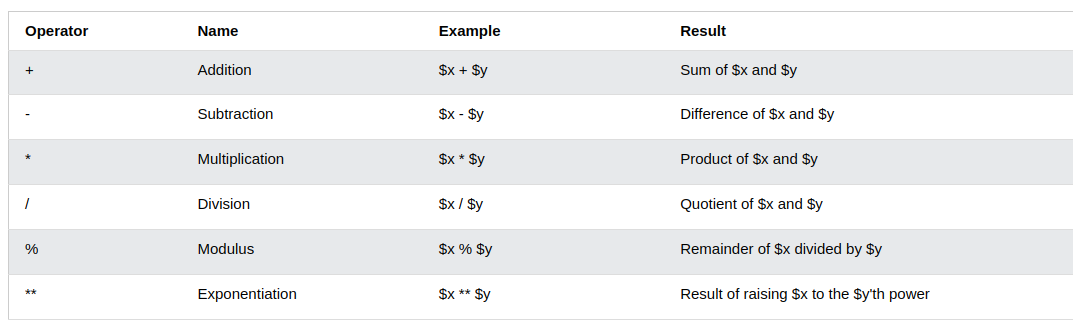 Operator Name Example Result
+ Addition $x + $y Sum of $x and $y
- Subtraction $x - $y Difference of $x and $y
* Multiplication $x * $y Product of $x and $y
/ Division $x / $y Quotient of $x and $y
% Modulus $x % $y Remainder of $x divided by $y
** Exponentiation $x ** $y Result of raising $x to the $y'th power